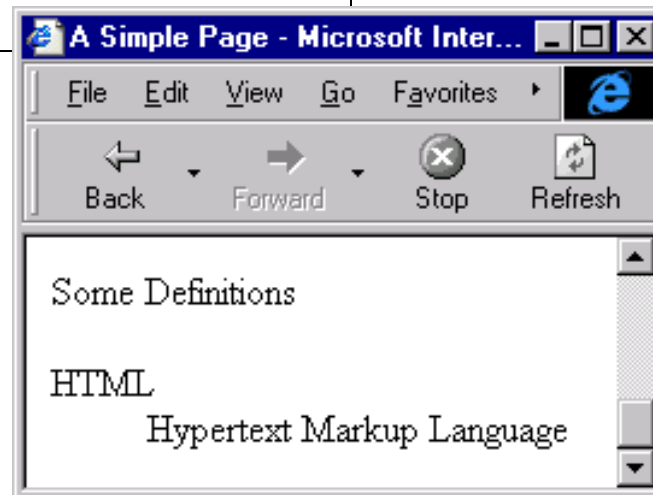 A Simple Page - Microsoft Inter...
File Edit View Go Favorites
Back Forward Stop Refresh
Some Definitions
HTML
Hypertext Markup Language